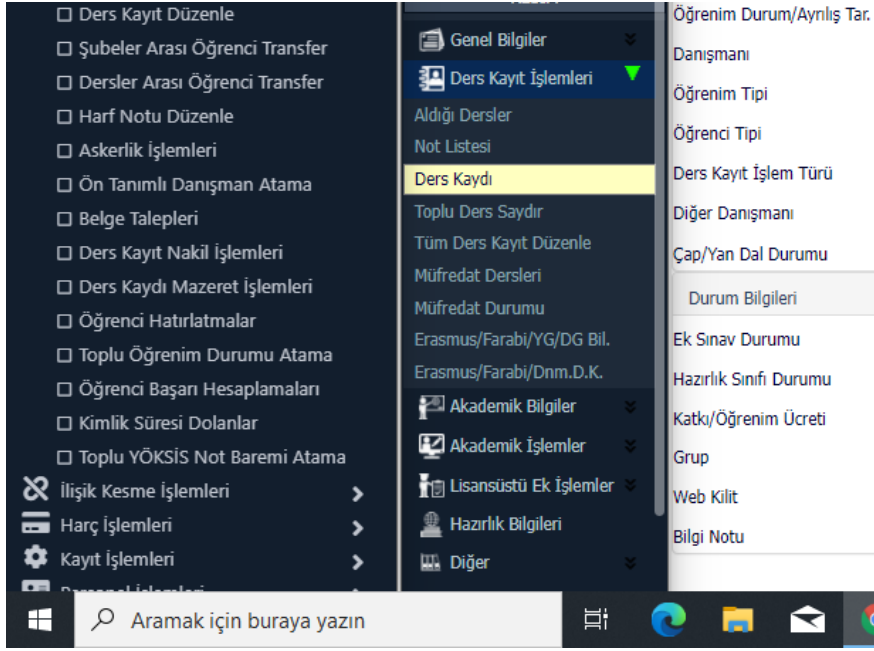 Ders Kayıt Düzenle
Şubeler Arası Öğrenci Transfer
Dersler Arası Öğrenci Transfer
Harf Notu Düzenle
Askerlik İşlemleri
Ön Tanımlı Danışman Atama
Belge Talepleri
Ders Kayıt Nakil İşlemleri
Ders Kaydı Mazeret İşlemleri
Öğrenci Hatırlatmalar
Toplu Öğrenim Durumu Atama
Öğrenci Başarı Hesaplamaları
Kimlik Süresi Dolanlar
Toplu YÖKSİS Not Baremi Atama
İlişik Kesme İşlemleri
Harç İşlemleri
Kayıt İşlemleri
Genel Bilgiler
Ders Kayıt İşlemleri
Aldığı Dersler
Not Listesi
Ders Kaydı
Toplu Ders Saydır
Tüm Ders Kayıt Düzenle
Müfredat Dersleri
Müfredat Durumu
Erasmus/Farabi/YG/DG Bil.
Erasmus/Farabi/Dnm.D.K.
Akademik Bilgiler
Akademik İşlemler
Lisansüstü Ek İşlemler
Hazırlık Bilgileri
Diğer
Öğrenim Durum/Ayrılış Tar.
Danışmanı
Öğrenim Tipi
Öğrenci Tipi
Ders Kayıt İşlem Türü
Diğer Danışmanı
Çap/Yan Dal Durumu
Durum Bilgileri
Ek Sınav Durumu
Hazırlık Sınıfı Durumu
Katkı/Öğrenim Ücreti
Grup
Web Kilit
Bilgi Notu
Aramak için buraya yazın